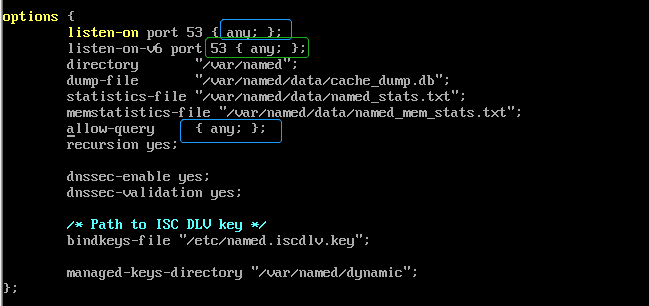 options {
listen-on port 53 { any; };
listen-on-v6 port 53 { any; };
directory "/var/named";
dump-file "/var/named/data/cache_dump.db";
statistics-file "/var/named/data/named_stats.txt";
memstatistics-file "/var/named/data/named_mem_stats.txt";
allow-query { any; };
recursion yes;
dnssec-enable yes;
dnssec-validation yes;
/* Path to ISC DLV key */
bindkeys-file "/etc/named.iscdlv.key";
managed-keys-directory "/var/named/dynamic";
};